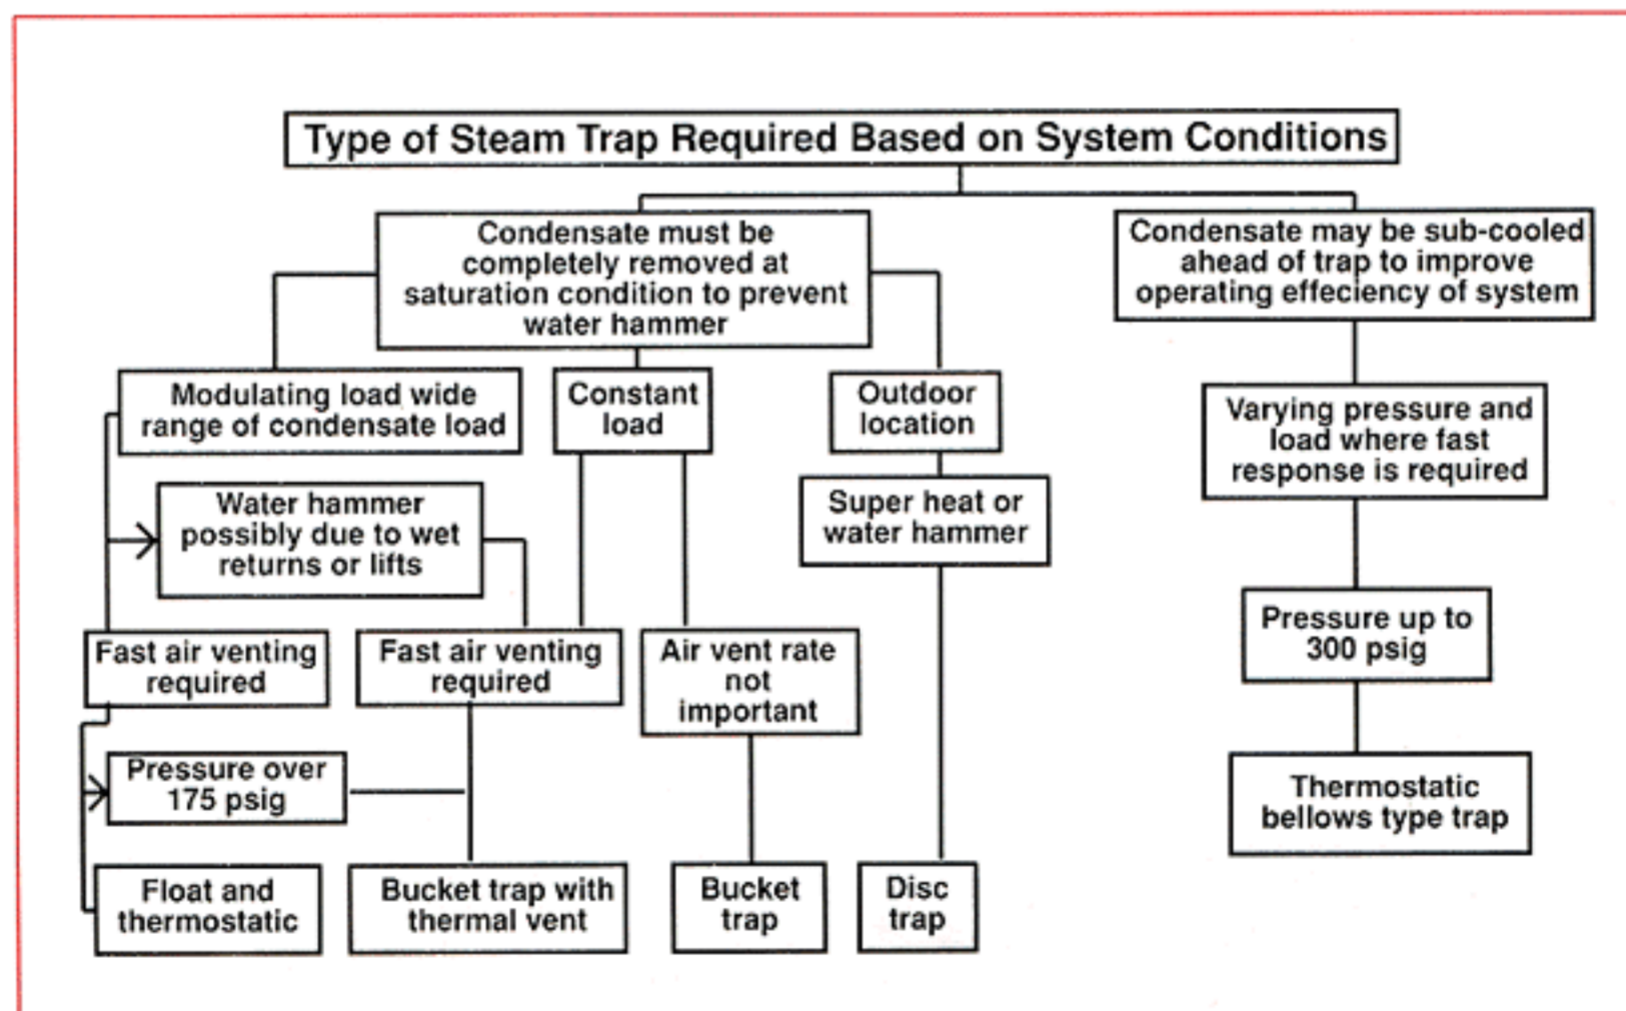 Type of Steam Trap Required Based on System Conditions
Condensate must be
completely removed at
saturation condition to prevent
water hammer
Condensate may be sub-cooled
ahead of trap to improve
operating effeciency of system
Modulating load wide
range of condensate load
Constant
load
Outdoor
location
Varying pressure and
load where fast
response is required
Water hammer
possibly due to wet
returns or lifts
Super heat or
water hammer
Fast air venting
required
Fast air venting
required
Air vent rate
not
important
Pressure up to
300 psig
Pressure over
175 psig
Thermostatic
bellows type trap
Float and
thermostatic
Bucket trap with
thermal vent
Bucket
trap
Disc
trap